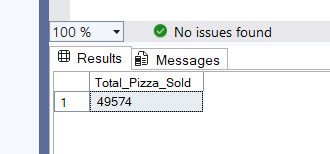 100 %
No issues found
Results
Messages
Total_Pizza_Sold
1 49574